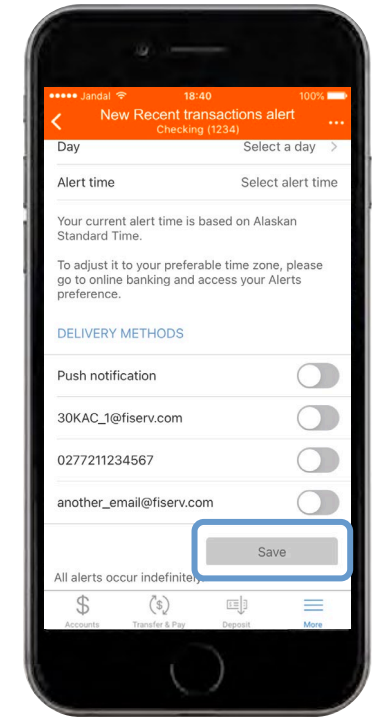 Jandal 18:40 100%
New Recent transactions alert
Checking (1234)
Day Select a day
Alert time Select alert time
Your current alert time is based on Alaskan
Standard Time.
To adjust it to your preferable time zone, please
go to online banking and access your Alerts
preference.
DELIVERY METHODS
Push notification
30KAC_1@fiserv.com
0277211234567
another_email@fiserv.com
Save
All alerts occur indefinitely.
Accounts Transfer & Pay Deposit More